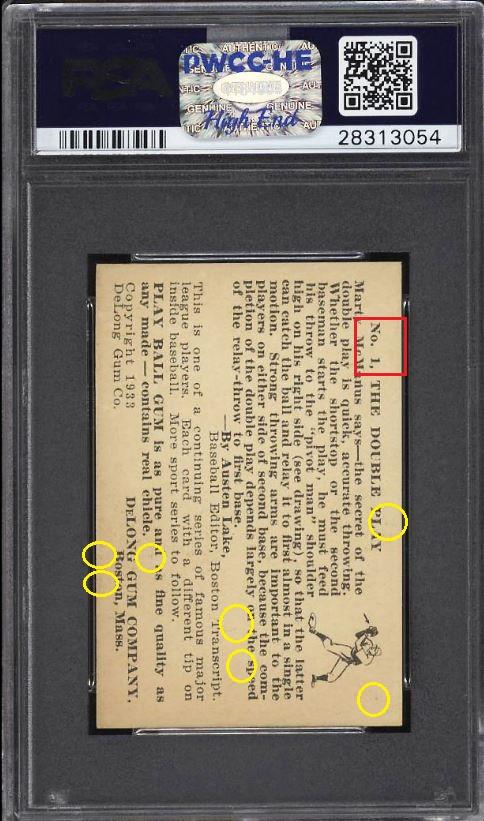 PSA
AUTHENTIC
PWCC-HE
GENUINE GENUINE
High End
28313054
No. 1, THE DOUBLE PLAY
Marty McManus says—the secret of the
double play is quick, accurate throwing.
Whether the shortstop or the second
baseman starts the play, he must feed
his throw to the "pivot man" shoulder
high on his right side (see drawing), so that the latter
can catch the ball and relay it to first almost in a single
motion. Strong throwing arms are important to the
players on either side of second base, because the com-
pletion of the double play depends largely on the speed
of the relay-throw to first base.
—By Austen Lake,
Baseball Editor, Boston Transcript.
This is one of a continuing series of famous major
league players. Each card with a different tip on
inside baseball. More sport series to follow.
PLAY BALL GUM is as pure and as fine quality as
any made — contains real chicle.
Copyright 1933 DELONG GUM COMPANY,
DeLong Gum Co. Boston, Mass.